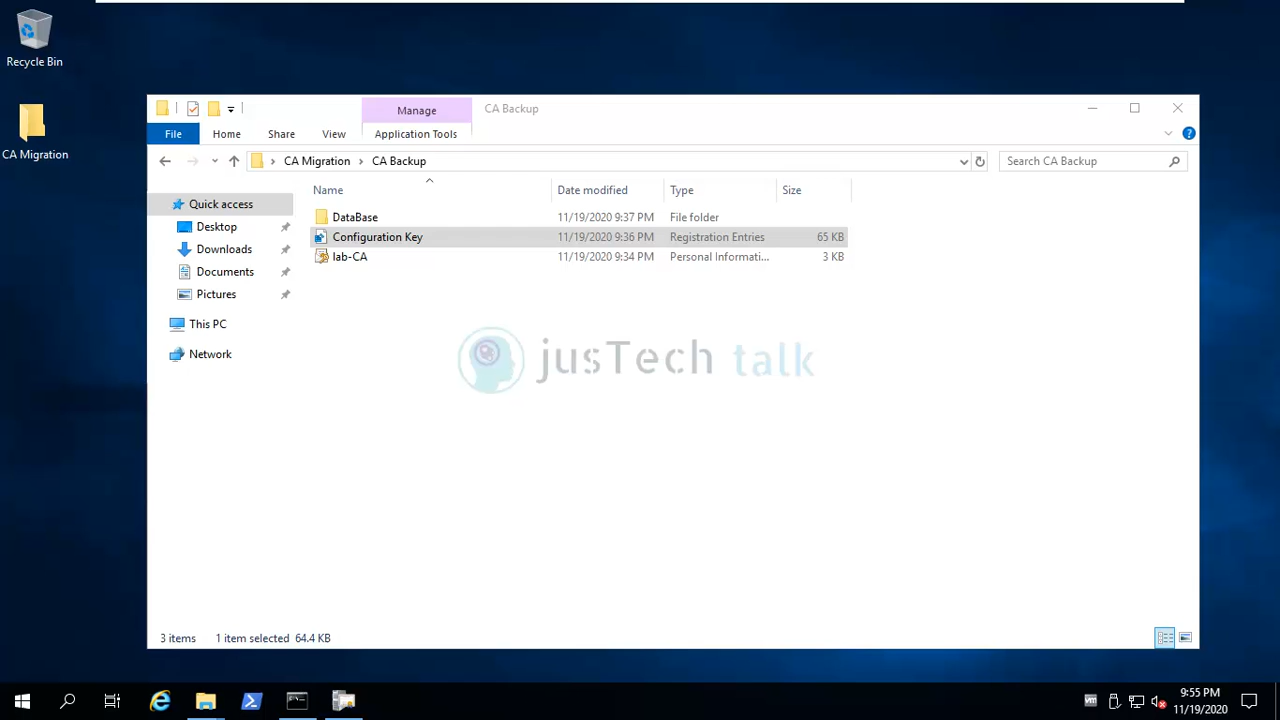 Recycle Bin
CA Migration
Manage
CA Backup
File
Home
Share
View
Application Tools
CA Migration
CA Backup
Search CA Backup
Name
Date modified
Type
Size
Quick access
Desktop
Downloads
Documents
Pictures
This PC
Network
DataBase 11/19/2020 9:37 PM File folder
Configuration Key 11/19/2020 9:36 PM Registration Entries 65 KB
lab-CA 11/19/2020 9:34 PM Personal Informati... 3 KB
jusTech talk
3 items 1 item selected 64.4 KB
vm
9:55 PM
11/19/2020